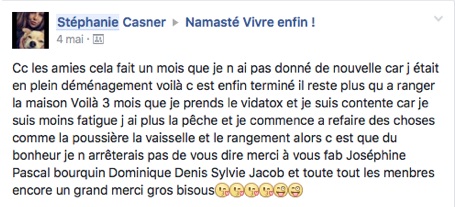 Stéphanie Casner ▸ Namasté Vivre enfin !
4 mai ·
Cc les amies cela fait un mois que je n ai pas donné de nouvelle car j était
en plein déménagement voilà c est enfin terminé il reste plus qu a ranger
la maison Voilà 3 mois que je prends le vidatox et je suis contente car je
suis moins fatigue j ai plus la pêche et je commence a refaire des choses
comme la poussière la vaisselle et le rangement alors c est que du
bonheur je n arrêterais pas de vous dire merci à vous fab Joséphine
Pascal bourquin Dominique Denis Sylvie Jacob et toute tout les menbres
encore un grand merci gros bisous😘😘😘😘😜😜